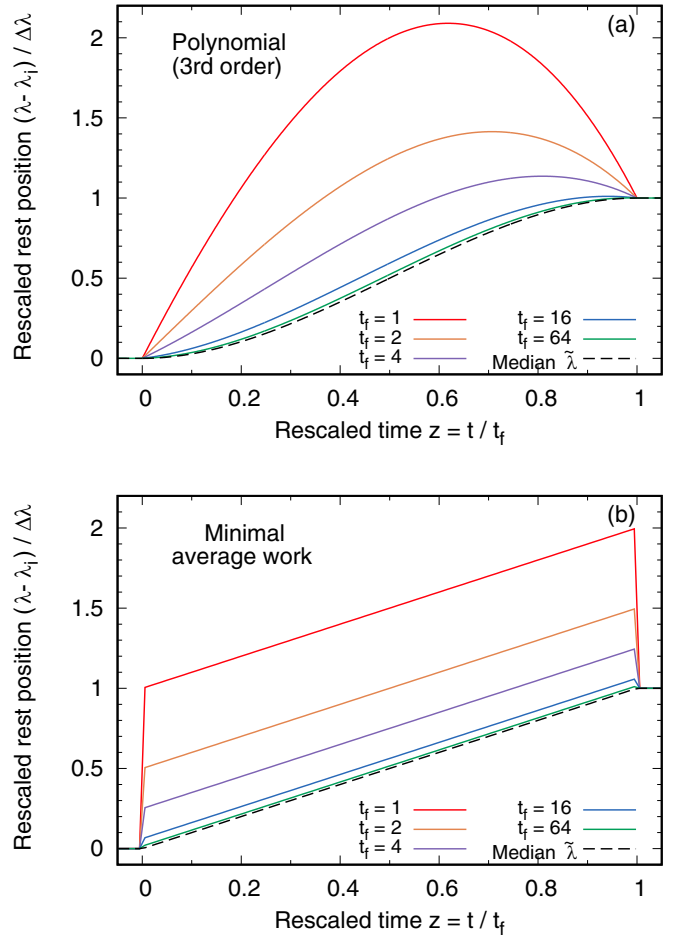 (a)
Polynomial
(3rd order)
Rescaled rest position (λ- λi) / Δλ
2
1.5
1
0.5
0
tf = 1
tf = 2
tf = 4
tf = 16
tf = 64
Median λ̃
0 0.2 0.4 0.6 0.8 1
Rescaled time z = t / tf
(b)
Minimal
average work
Rescaled rest position (λ- λi) / Δλ
2
1.5
1
0.5
0
tf = 1
tf = 2
tf = 4
tf = 16
tf = 64
Median λ̃
0 0.2 0.4 0.6 0.8 1
Rescaled time z = t / tf